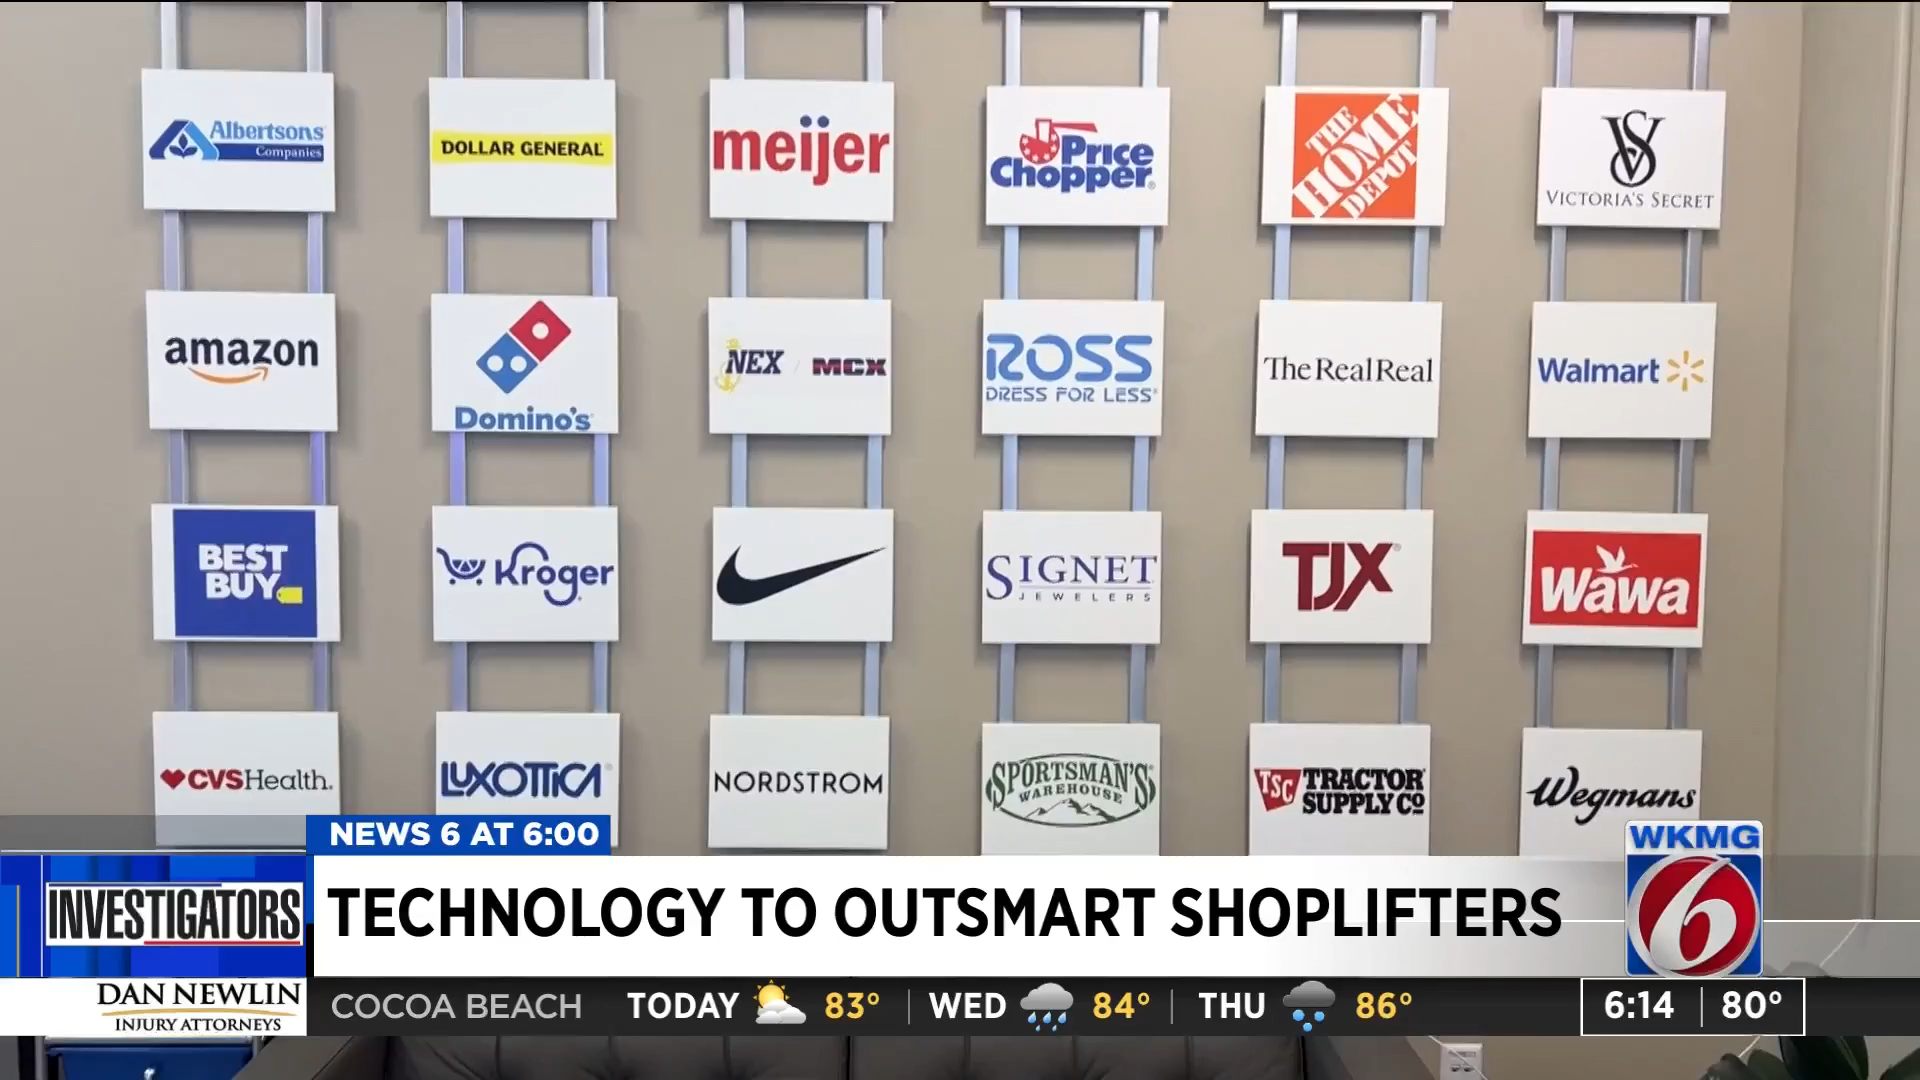 Albertsons
Companies
DOLLAR GENERAL
meijer
Price
Chopper
THE
HOME
DEPOT
VS
VICTORIA'S SECRET
amazon
Domino's
NEX / MCX
ROSS
DRESS FOR LESS
The RealReal
Walmart
BEST
BUY
Kroger
SIGNET
JEWELERS
TJX
Wawa
CVSHealth.
LUXOTTICA
NORDSTROM
SPORTSMAN'S
WAREHOUSE
TSC TRACTOR
SUPPLY CO
Wegmans
NEWS 6 AT 6:00
INVESTIGATORS
TECHNOLOGY TO OUTSMART SHOPLIFTERS
WKMG
6
DAN NEWLIN
INJURY ATTORNEYS
COCOA BEACH TODAY 83° WED 84° THU 86°
6:14 80°